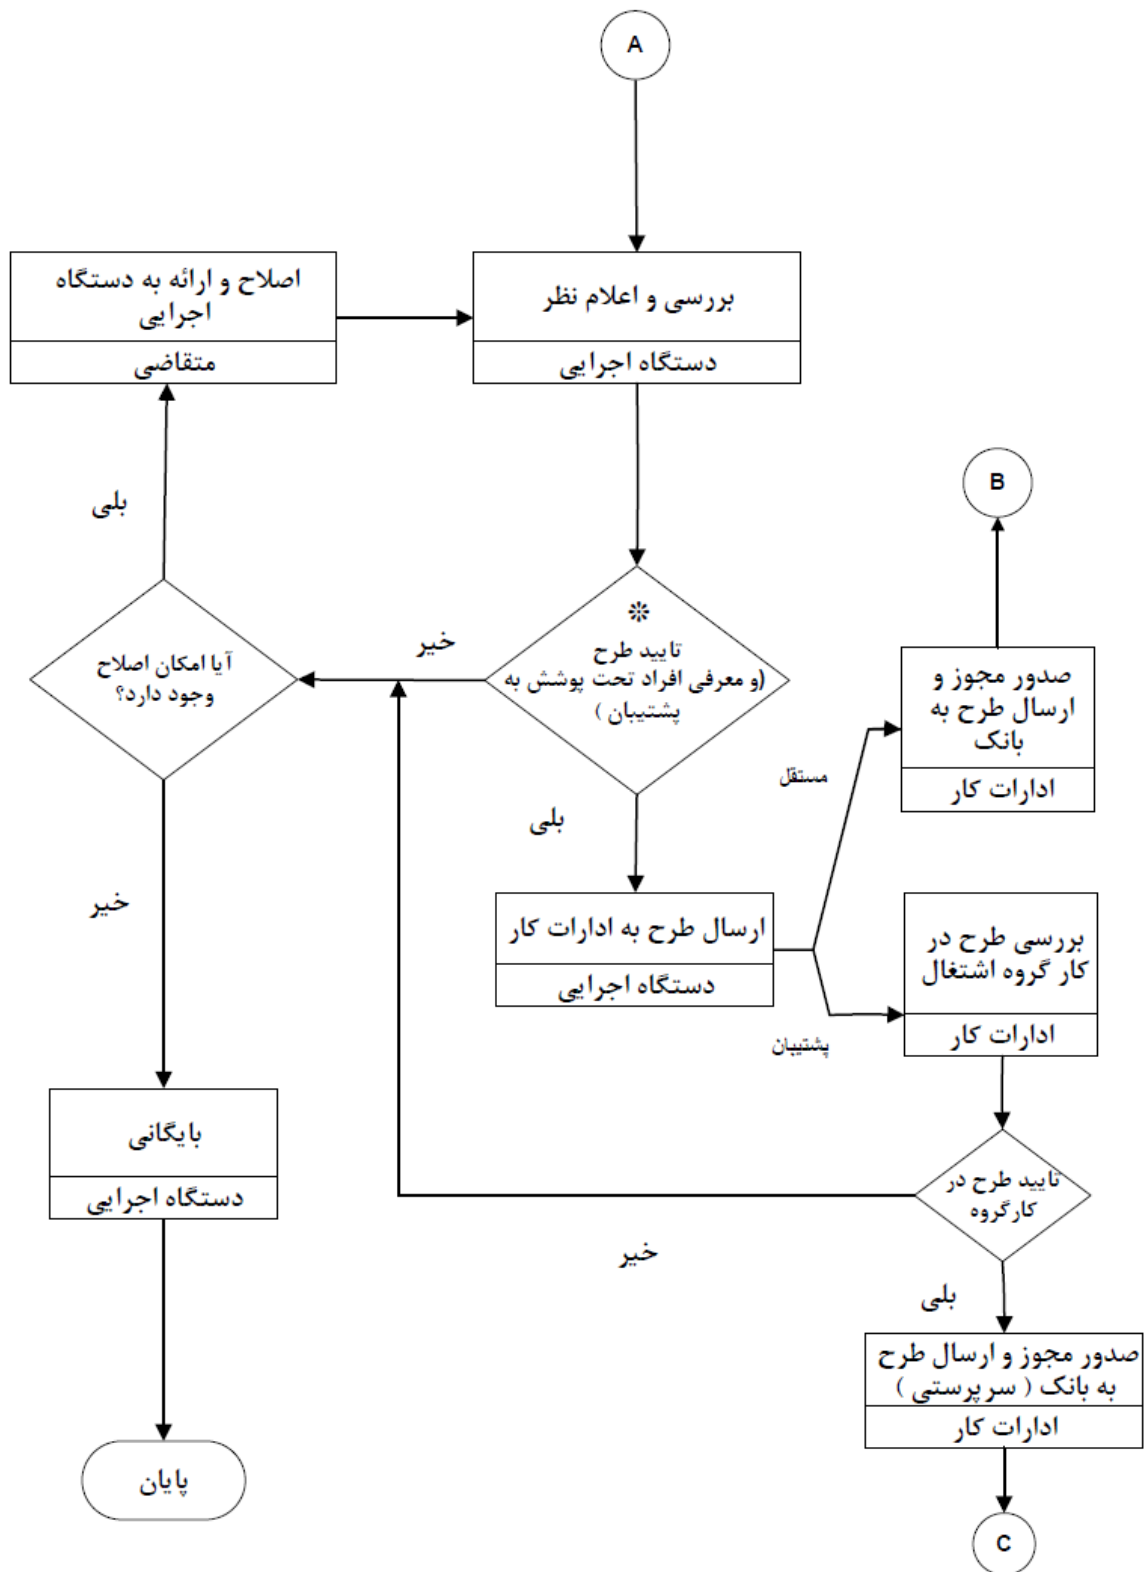 A
اصلاح و ارائه به دستگاه
اجرایی
متقاضی
بررسی و اعلام نظر
دستگاه اجرایی
بلی
B
❊
تایید طرح
(و معرفی افراد تحت پوشش به
پشتیبان )
خیر
آیا امکان اصلاح
وجود دارد؟
صدور مجوز و
ارسال طرح به
بانک
ادارات کار
مستقل
بلی
خیر
ارسال طرح به ادارات کار
دستگاه اجرایی
بررسی طرح در
کار گروه اشتغال
ادارات کار
پشتیبان
بایگانی
دستگاه اجرایی
تایید طرح در
کارگروه
خیر
بلی
صدور مجوز و ارسال طرح
به بانک ( سرپرستی )
ادارات کار
پایان
C